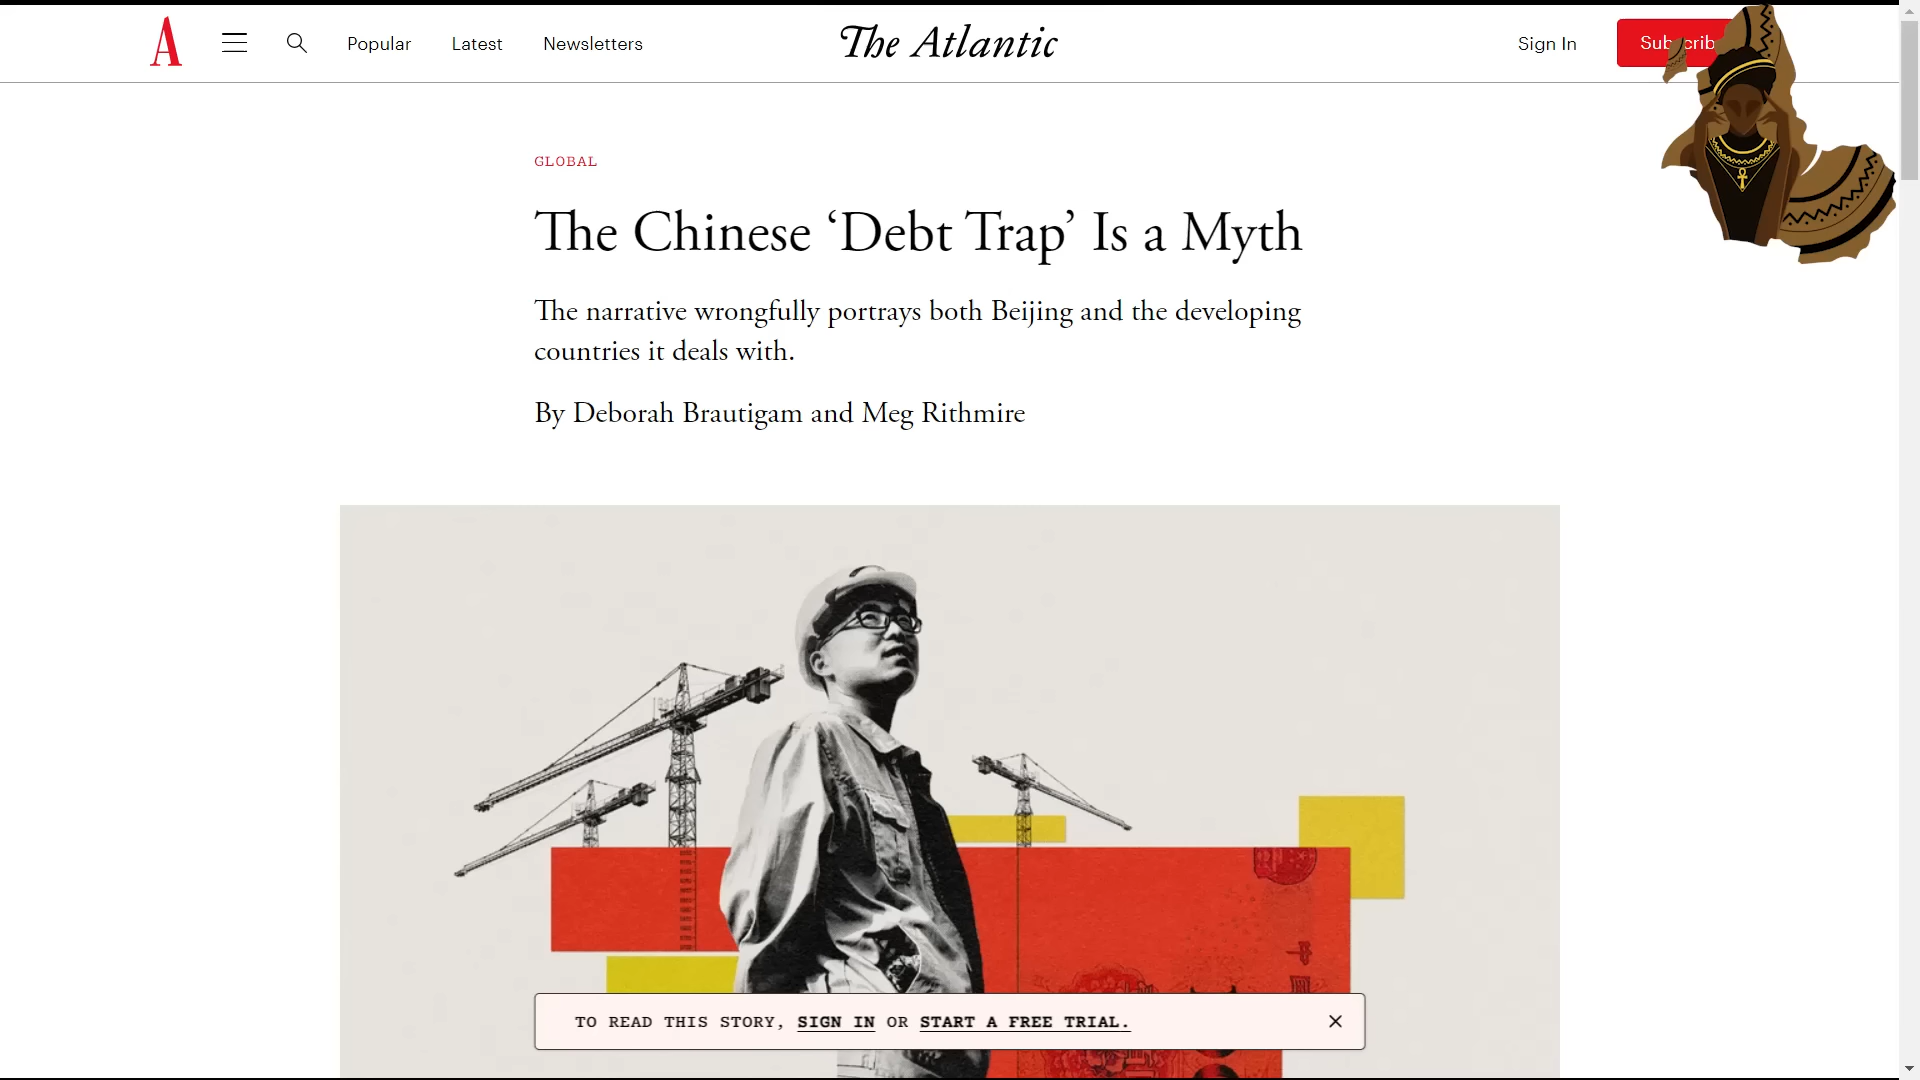 A
Popular
Latest
Newsletters
The Atlantic
Sign In
GLOBAL
The Chinese ‘Debt Trap’ Is a Myth
The narrative wrongfully portrays both Beijing and the developing
countries it deals with.
By Deborah Brautigam and Meg Rithmire
TO READ THIS STORY, SIGN IN OR START A FREE TRIAL.